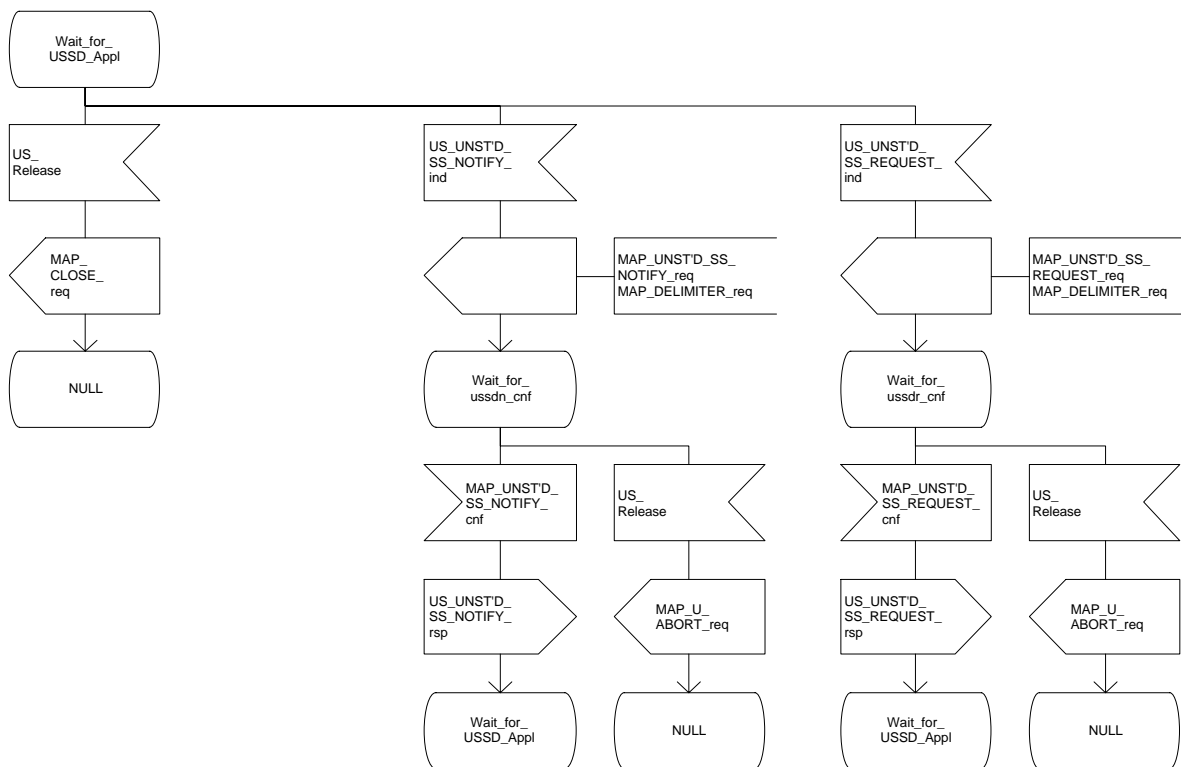 Wait_for_
USSD_Appl
US_
Release
US_UNST'D_
SS_NOTIFY_
ind
US_UNST'D_
SS_REQUEST_
ind
MAP_
CLOSE_
req
MAP_UNST'D_SS_
NOTIFY_req
MAP_DELIMITER_req
MAP_UNST'D_SS_
REQUEST_req
MAP_DELIMITER_req
NULL
Wait_for_
ussdn_cnf
Wait_for_
ussdr_cnf
MAP_UNST'D_
SS_NOTIFY_
cnf
US_
Release
MAP_UNST'D_
SS_REQUEST_
cnf
US_
Release
US_UNST'D_
SS_NOTIFY_
rsp
MAP_U_
ABORT_req
US_UNST'D_
SS_REQUEST_
rsp
MAP_U_
ABORT_req
Wait_for_
USSD_Appl
NULL
Wait_for_
USSD_Appl
NULL